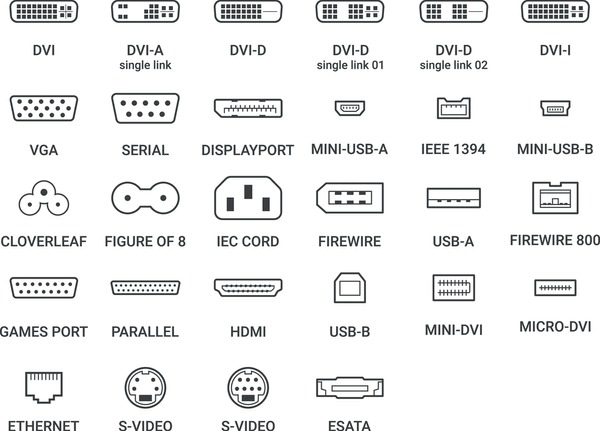 DVI
DVI-A
single link
DVI-D
DVI-D
single link 01
DVI-D
single link 02
DVI-I
VGA
SERIAL
DISPLAYPORT
MINI-USB-A
IEEE 1394
MINI-USB-B
CLOVERLEAF
FIGURE OF 8
IEC CORD
FIREWIRE
USB-A
FIREWIRE 800
GAMES PORT
PARALLEL
HDMI
USB-B
MINI-DVI
MICRO-DVI
ETHERNET
S-VIDEO
S-VIDEO
ESATA